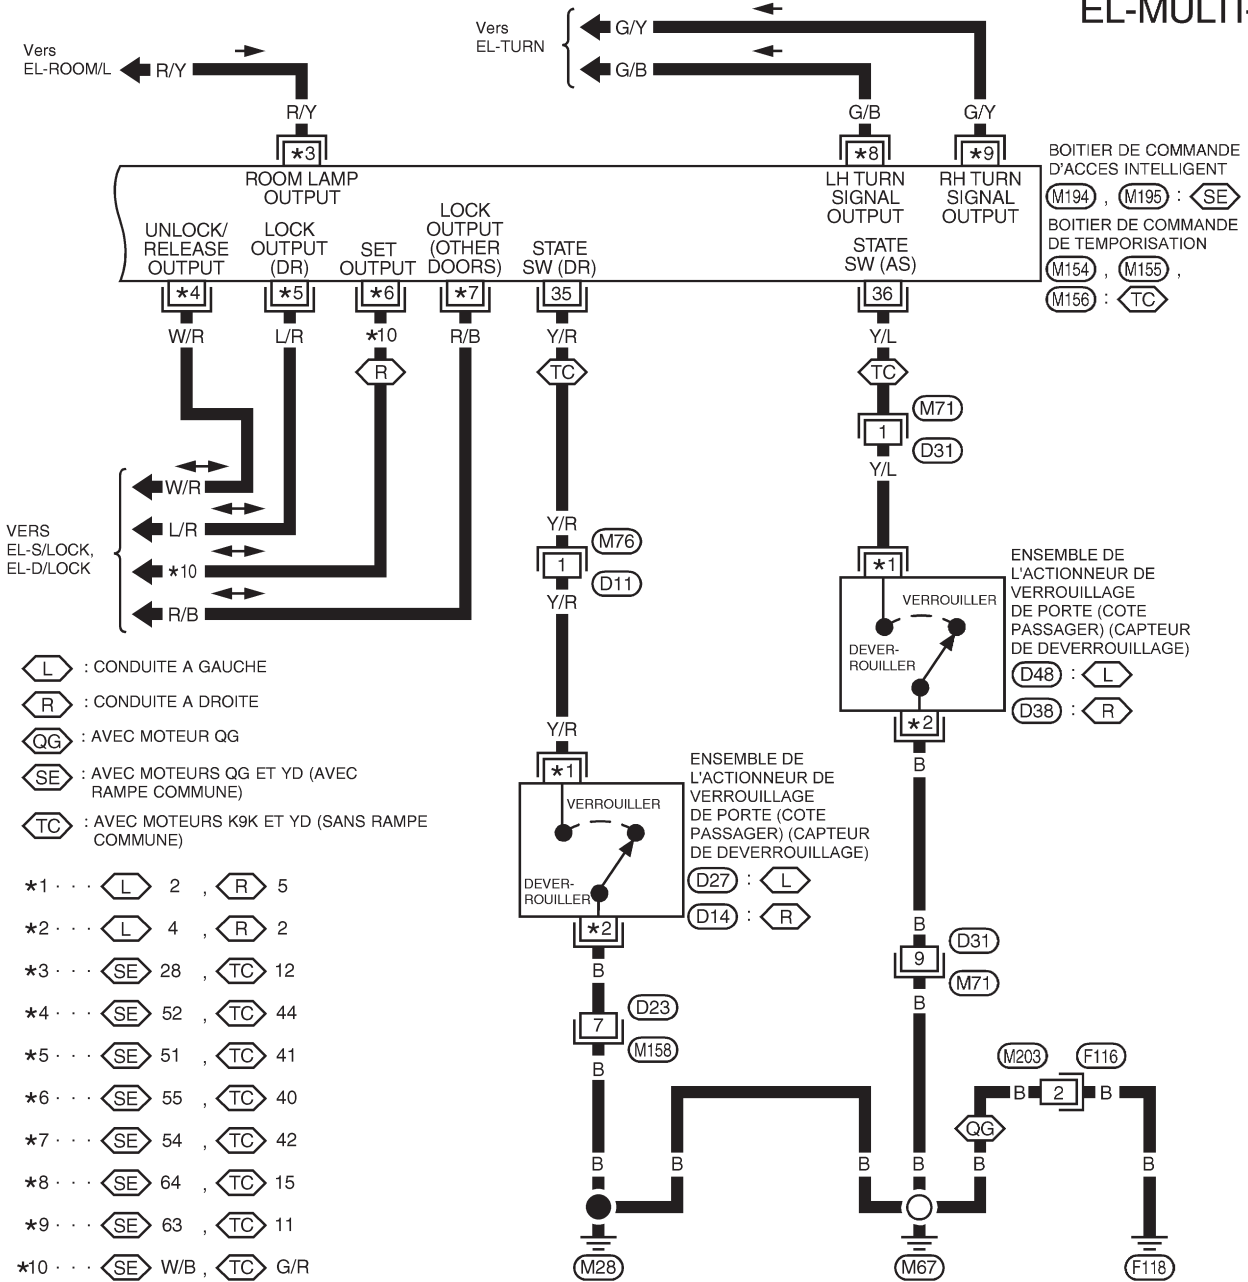 EL-MULTI-
Vers
EL-ROOM/L
R/Y
Vers
EL-TURN
G/Y
G/B
R/Y
G/B
G/Y
*3
*8
*9
BOITIER DE COMMANDE
D'ACCES INTELLIGENT
M194 , M195 : SE
BOITIER DE COMMANDE
DE TEMPORISATION
M154 , M155 ,
M156 : TC
ROOM LAMP
OUTPUT
LH TURN
SIGNAL
OUTPUT
RH TURN
SIGNAL
OUTPUT
UNLOCK/
RELEASE
OUTPUT
LOCK
OUTPUT
(DR)
SET
OUTPUT
LOCK
OUTPUT
(OTHER
DOORS)
STATE
SW (DR)
STATE
SW (AS)
*4
*5
*6
*7
35
36
W/R
L/R
*10
R/B
Y/R
Y/L
R
TC
TC
M71
1
D31
Y/L
VERS
EL-S/LOCK,
EL-D/LOCK
W/R
L/R
*10
R/B
Y/R
M76
1
D11
Y/R
*1
VERROUILLER
DEVER-
ROUILLER
*2
ENSEMBLE DE
L'ACTIONNEUR DE
VERROUILLAGE
DE PORTE (COTE
PASSAGER) (CAPTEUR
DE DEVERROUILLAGE)
D48 : L
D38 : R
B
L : CONDUITE A GAUCHE
R : CONDUITE A DROITE
QG : AVEC MOTEUR QG
SE : AVEC MOTEURS QG ET YD (AVEC
RAMPE COMMUNE)
TC : AVEC MOTEURS K9K ET YD (SANS RAMPE
COMMUNE)
Y/R
*1
VERROUILLER
DEVER-
ROUILLER
*2
ENSEMBLE DE
L'ACTIONNEUR DE
VERROUILLAGE
DE PORTE (COTE
PASSAGER) (CAPTEUR
DE DEVERROUILLAGE)
D27 : L
D14 : R
*1 · · · L 2 , R 5
*2 · · · L 4 , R 2
*3 · · · SE 28 , TC 12
*4 · · · SE 52 , TC 44
*5 · · · SE 51 , TC 41
*6 · · · SE 55 , TC 40
*7 · · · SE 54 , TC 42
*8 · · · SE 64 , TC 15
*9 · · · SE 63 , TC 11
*10 · · · SE W/B , TC G/R
B
D23
7
M158
B
B
D31
9
M71
B
M203
F116
B
2
B
QG
B
B
B
B
B
B
M28
M67
F118